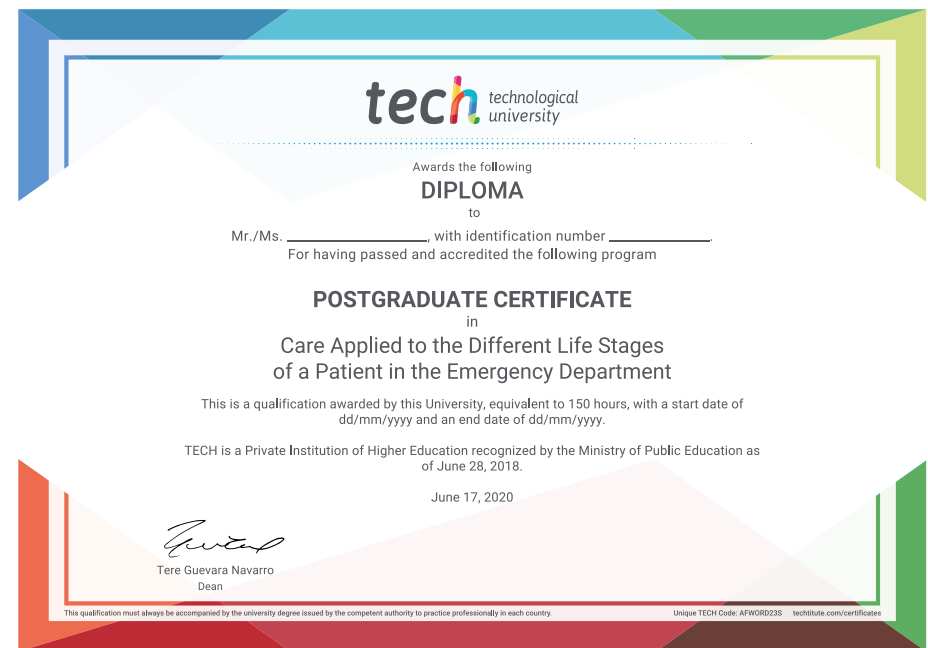 tech technological
university
Awards the following
DIPLOMA
to
Mr./Ms. ____________________, with identification number ______________.
For having passed and accredited the following program
POSTGRADUATE CERTIFICATE
in
Care Applied to the Different Life Stages
of a Patient in the Emergency Department
This is a qualification awarded by this University, equivalent to 150 hours, with a start date of
dd/mm/yyyy and an end date of dd/mm/yyyy.
TECH is a Private Institution of Higher Education recognized by the Ministry of Public Education as
of June 28, 2018.
June 17, 2020
Tere Guevara Navarro
Dean
This qualification must always be accompanied by the university degree issued by the competent authority to practice professionally in each country. Unique TECH Code: AFWORD23S techtitute.com/certificates